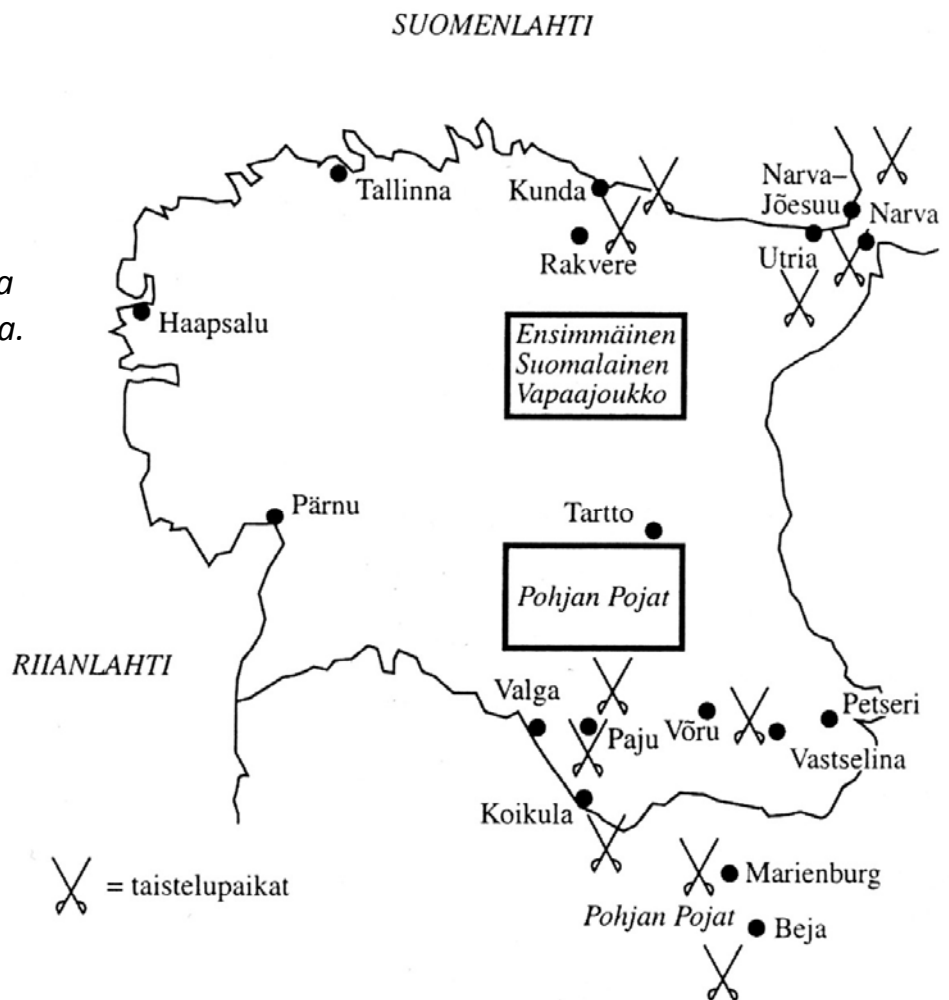 SUOMENLAHTI
Tallinna
Kunda
Narva–
Jõesuu
Narva
Rakvere
Utria
a
a.
Haapsalu
Ensimmäinen
Suomalainen
Vapaajoukko
Pärnu
Tartto
Pohjan Pojat
RIIANLAHTI
Valga
Paju
Võru
Petseri
Vastselina
Koikula
= taistelupaikat
Marienburg
Pohjan Pojat
Beja